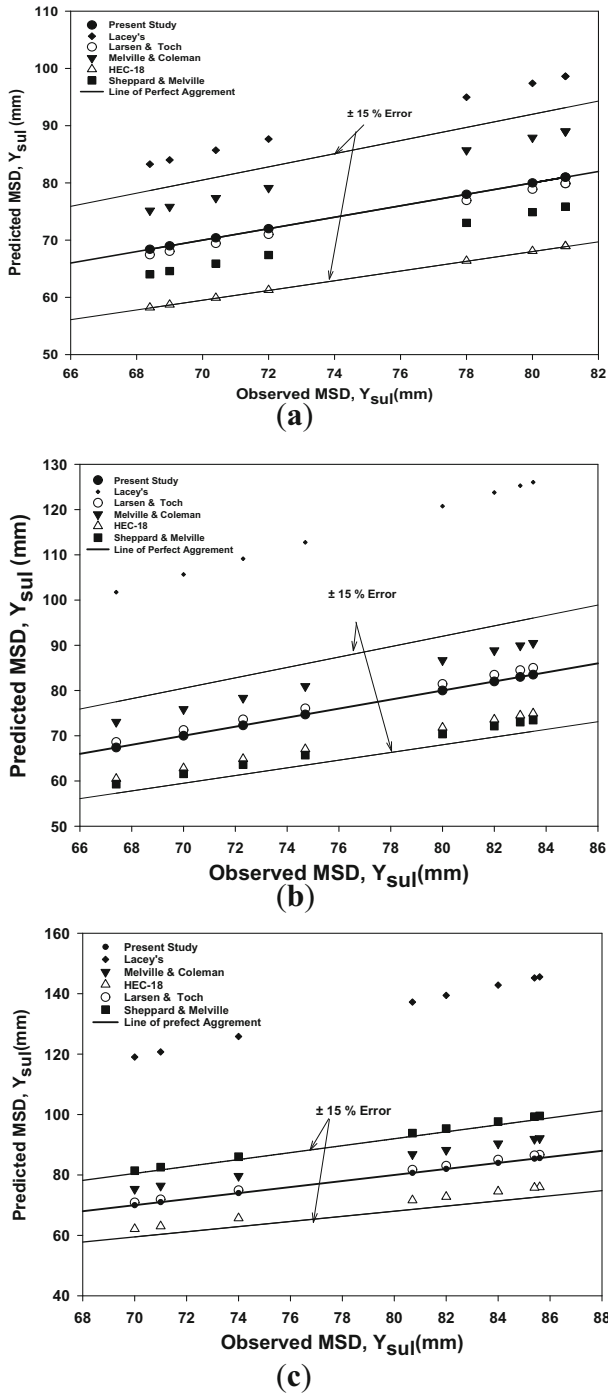 Present Study
Lacey's
Larsen & Toch
Melville & Coleman
HEC-18
Sheppard & Melville
Line of Perfect Aggrement
± 15 % Error
Predicted MSD, Ysul (mm)
110
100
90
80
70
60
50
66 68 70 72 74 76 78 80 82
Observed MSD, Ysul(mm)
(a)
Present Study
Lacey's
Larsen & Toch
Melville & Coleman
HEC-18
Sheppard & Melville
Line of Perfect Aggrement
± 15 % Error
Predicted MSD, Ysul (mm)
130
120
110
100
90
80
70
60
50
66 68 70 72 74 76 78 80 82 84 86
Observed MSD, Ysul(mm)
(b)
Present Study
Lacey's
Melville & Coleman
HEC-18
Larsen & Toch
Sheppard & Melville
Line of prefect Aggrement
± 15 % Error
Predicted MSD, Ysul(mm)
160
140
120
100
80
60
40
68 70 72 74 76 78 80 82 84 86 88
Observed MSD, Ysul(mm)
(c)